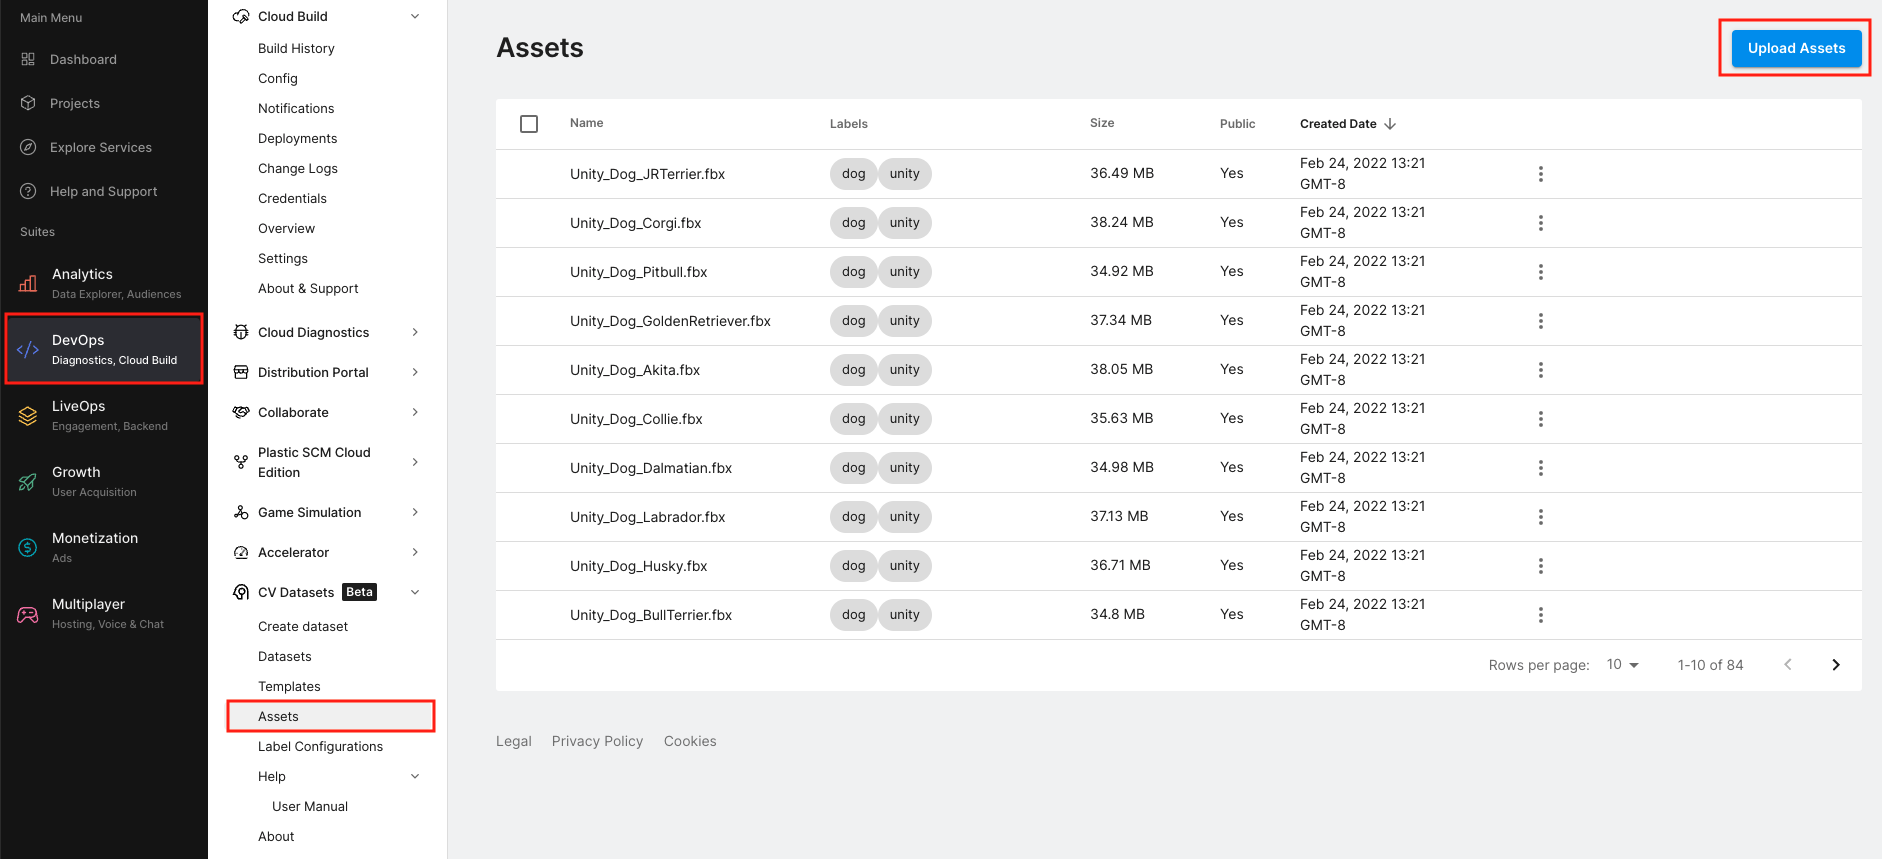 Main Menu
Dashboard
Projects
Explore Services
Help and Support
Suites
Analytics
Data Explorer, Audiences
DevOps
Diagnostics, Cloud Build
LiveOps
Engagement, Backend
Growth
User Acquisition
Monetization
Ads
Multiplayer
Hosting, Voice & Chat
Cloud Build
Build History
Config
Notifications
Deployments
Change Logs
Credentials
Overview
Settings
About & Support
Cloud Diagnostics
Distribution Portal
Collaborate
Plastic SCM Cloud
Edition
Game Simulation
Accelerator
CV Datasets Beta
Create dataset
Datasets
Templates
Assets
Label Configurations
Help
User Manual
About
Assets
Upload Assets
Name Labels Size Public Created Date
Unity_Dog_JRTerrier.fbx dog unity 36.49 MB Yes Feb 24, 2022 13:21
GMT-8
Unity_Dog_Corgi.fbx dog unity 38.24 MB Yes Feb 24, 2022 13:21
GMT-8
Unity_Dog_Pitbull.fbx dog unity 34.92 MB Yes Feb 24, 2022 13:21
GMT-8
Unity_Dog_GoldenRetriever.fbx dog unity 37.34 MB Yes Feb 24, 2022 13:21
GMT-8
Unity_Dog_Akita.fbx dog unity 38.05 MB Yes Feb 24, 2022 13:21
GMT-8
Unity_Dog_Collie.fbx dog unity 35.63 MB Yes Feb 24, 2022 13:21
GMT-8
Unity_Dog_Dalmatian.fbx dog unity 34.98 MB Yes Feb 24, 2022 13:21
GMT-8
Unity_Dog_Labrador.fbx dog unity 37.13 MB Yes Feb 24, 2022 13:21
GMT-8
Unity_Dog_Husky.fbx dog unity 36.71 MB Yes Feb 24, 2022 13:21
GMT-8
Unity_Dog_BullTerrier.fbx dog unity 34.8 MB Yes Feb 24, 2022 13:21
GMT-8
Rows per page: 10 1-10 of 84
Legal Privacy Policy Cookies